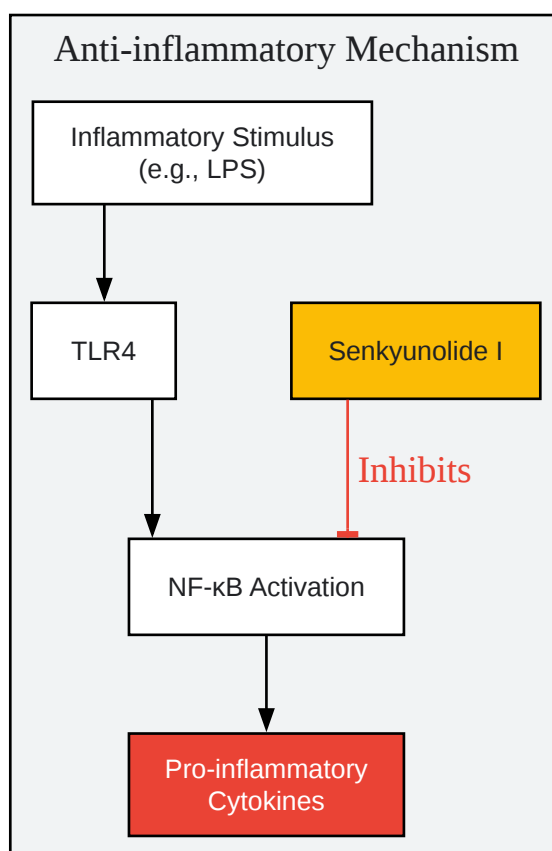 Anti-inflammatory Mechanism
Inflammatory Stimulus
(e.g., LPS)
TLR4
Senkyunolide I
Inhibits
NF-κB Activation
Pro-inflammatory
Cytokines